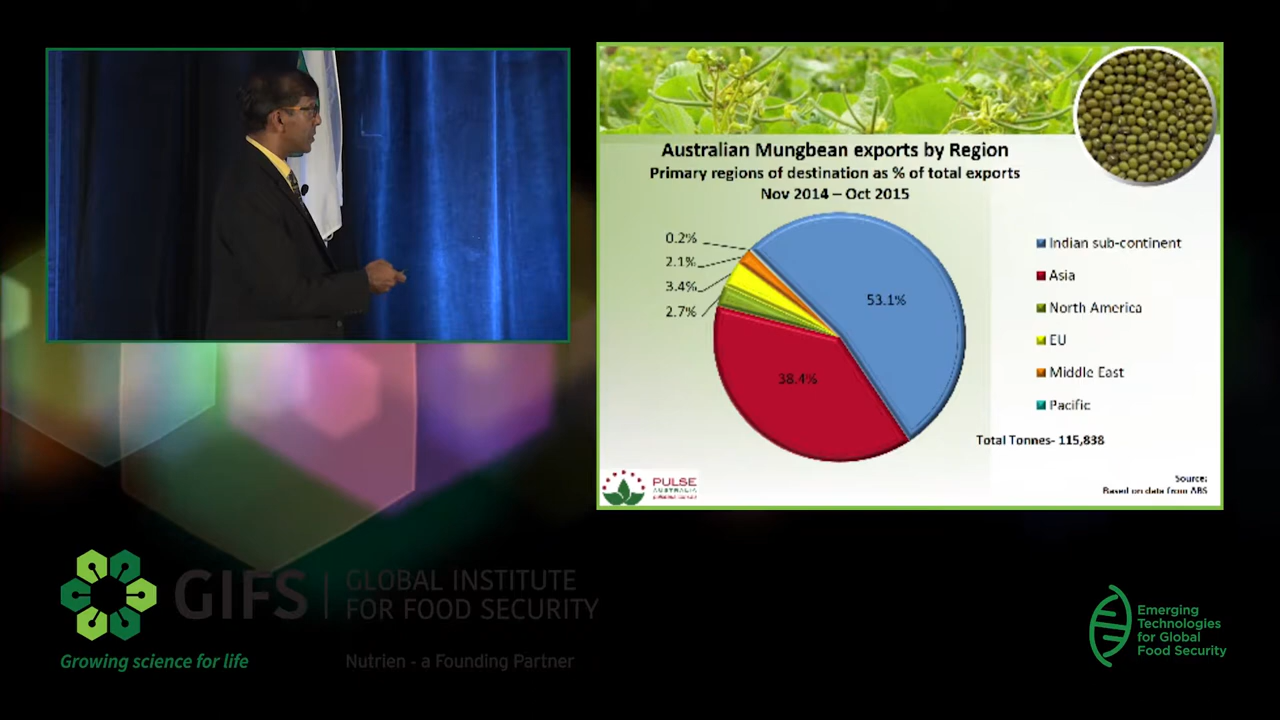 Australian Mungbean exports by Region
Primary regions of destination as % of total exports
Nov 2014 – Oct 2015
0.2%
2.1%
3.4%
2.7%
53.1%
38.4%
Indian sub-continent
Asia
North America
EU
Middle East
Pacific
Total Tonnes- 115,838
Source:
Based on data from ABS
PULSE
AUSTRALIA
GIFS
GLOBAL INSTITUTE
FOR FOOD SECURITY
Growing science for life
Nutrien - a Founding Partner
Emerging
Technologies
for Global
Food Security